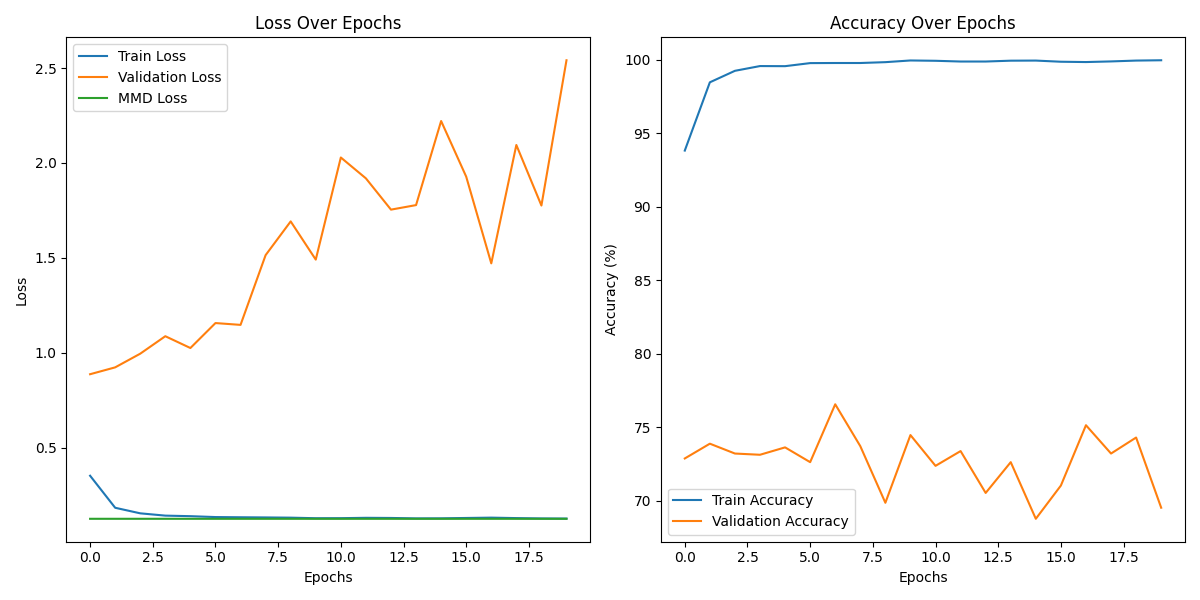 Loss Over Epochs
Train Loss
Validation Loss
MMD Loss
2.5
2.0
1.5
1.0
0.5
Loss
0.0 2.5 5.0 7.5 10.0 12.5 15.0 17.5
Epochs
Accuracy Over Epochs
100
95
90
85
80
75
70
Accuracy (%)
Train Accuracy
Validation Accuracy
0.0 2.5 5.0 7.5 10.0 12.5 15.0 17.5
Epochs